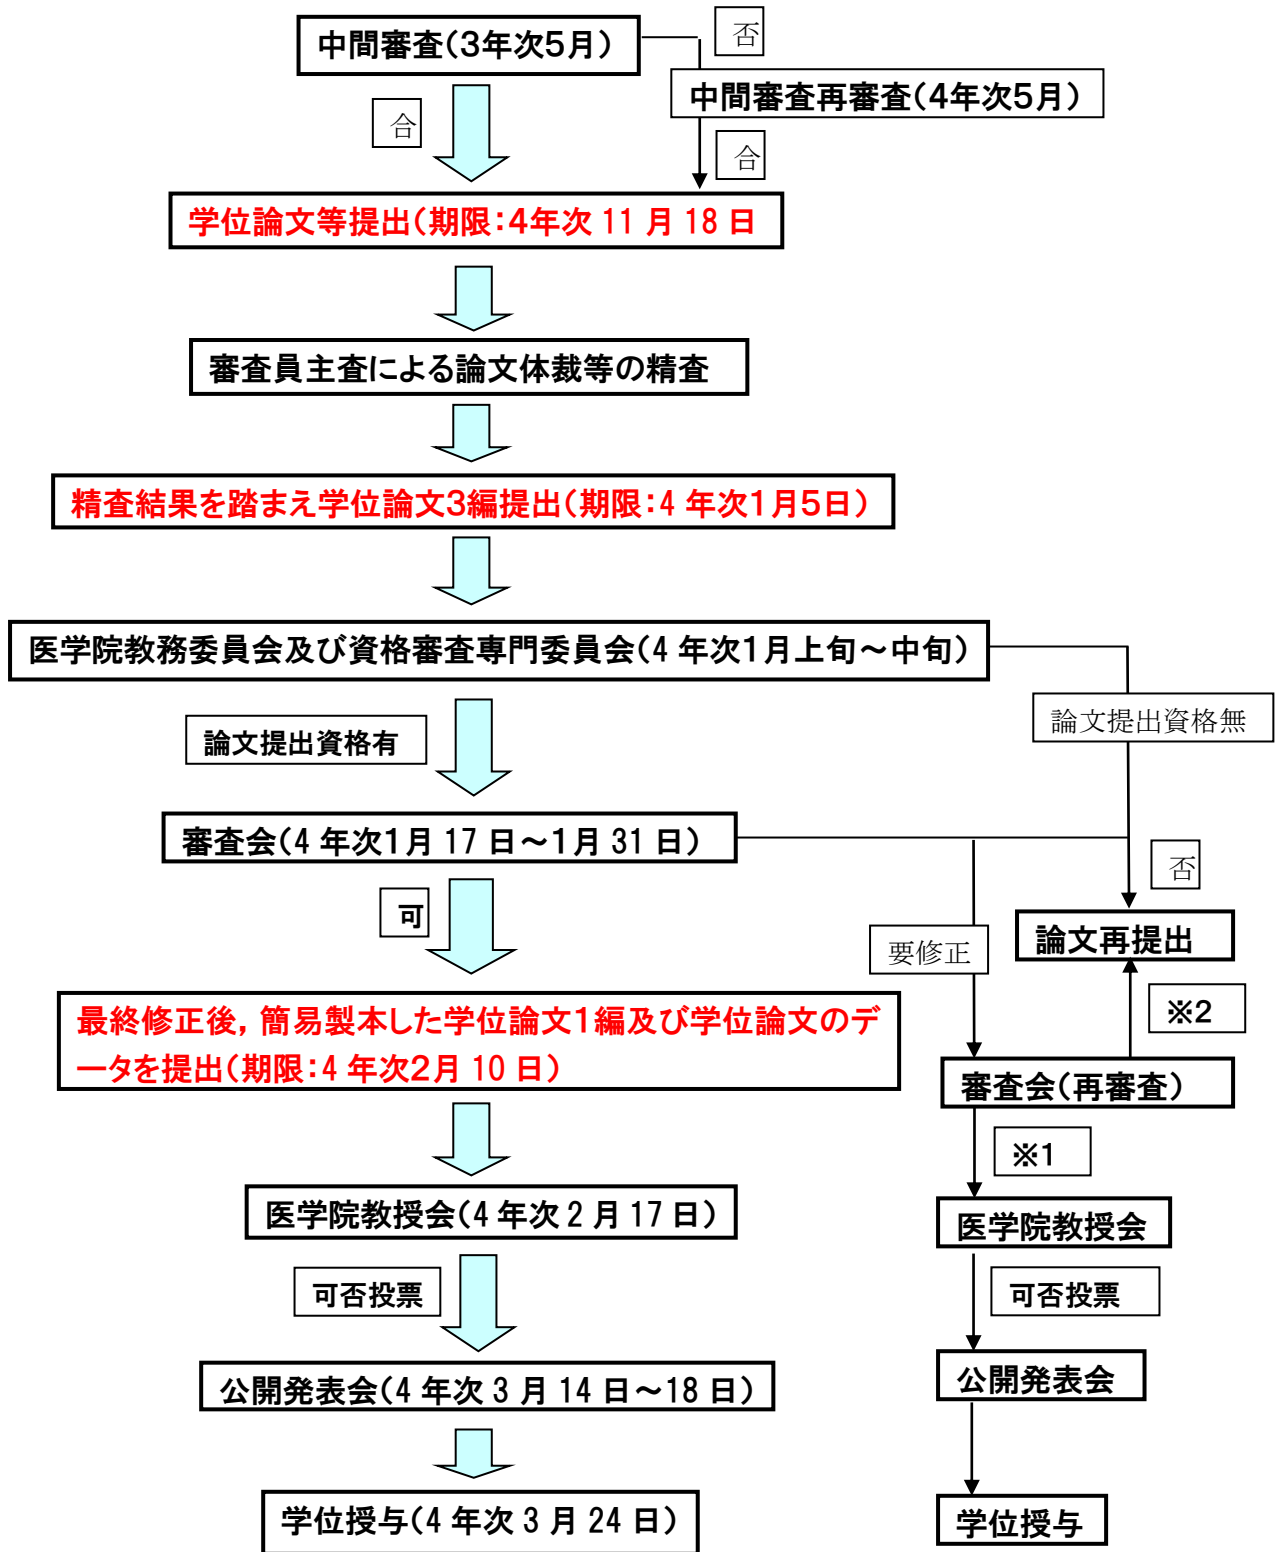 中間審査（３年次５月）
否
中間審査再審査（４年次５月）
合
合
学位論文等提出（期限：４年次 11 月 18 日
審査員主査による論文体裁等の精査
精査結果を踏まえ学位論文３編提出（期限：４ 年次１月５日）
医学院教務委員会及び資格審査専門委員会（４ 年次１月上旬～中旬）
論文提出資格有
論文提出資格無
審査会（４ 年次１月 17 日～１月 31 日）
可
否
要修正
論文再提出
※２
最終修正後，簡易製本した学位論文１編及び学位論文のデ
ータを提出（期限：４ 年次２月 10 日）
審査会（再審査）
※１
医学院教授会（４ 年次 2 月 17 日）
医学院教授会
可否投票
可否投票
公開発表会（４ 年次 3 月 14 日～18 日）
公開発表会
学位授与（４ 年次 3 月 24 日）
学位授与